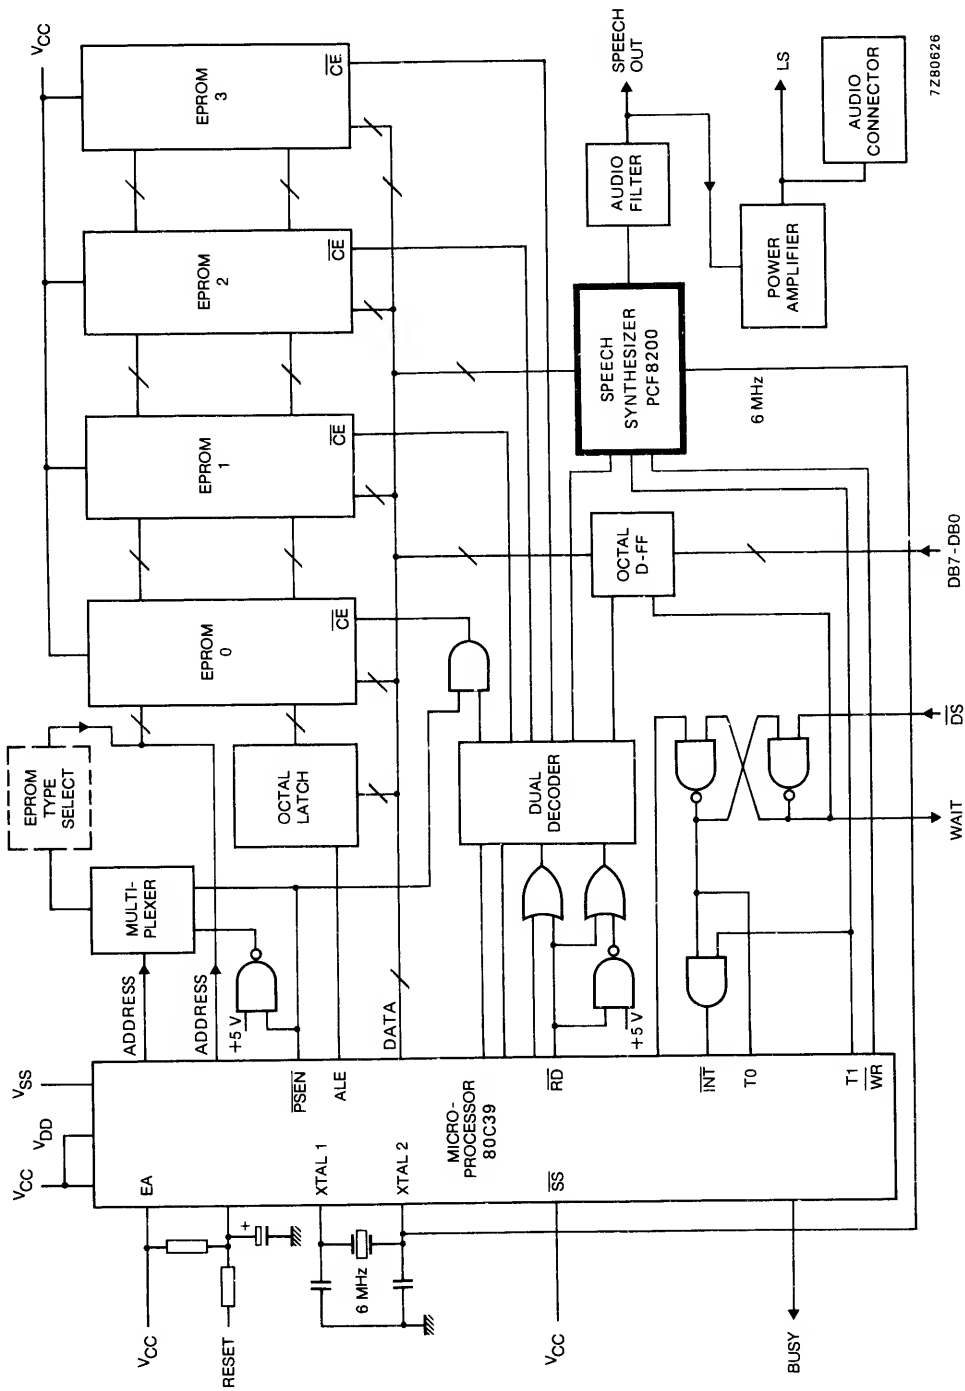 VCC
VSS
VDD
VCC
EPROM
TYPE
SELECT
EPROM
0
CE
EPROM
1
CE
EPROM
2
CE
EPROM
3
CE
MULTI-
PLEXER
OCTAL
LATCH
ADDRESS
ADDRESS
+5 V
DATA
EA
PSEN
ALE
XTAL 1
XTAL 2
MICRO-
PROCESSOR
80C39
RD
SS
INT
T0
T1
WR
VCC
RESET
6 MHz
VCC
BUSY
DUAL
DECODER
+5 V
OCTAL
D-FF
SPEECH
SYNTHESIZER
PCF8200
6 MHz
AUDIO
FILTER
SPEECH
OUT
POWER
AMPLIFIER
LS
AUDIO
CONNECTOR
WAIT
DS
DB7-DB0
7Z80626